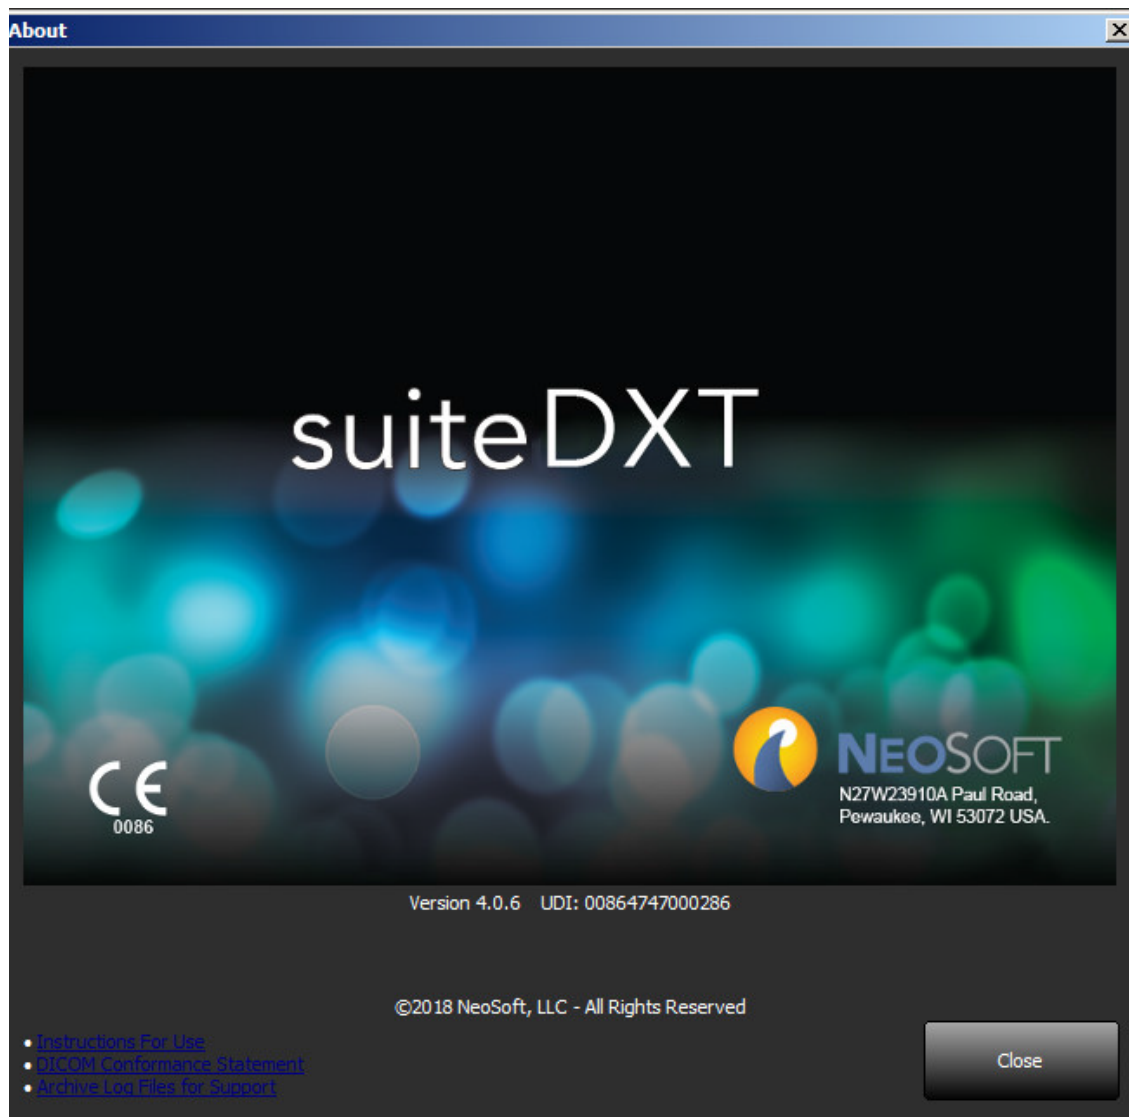 About
suiteDXT
CE
0086
NEOSOFT
N27W23910A Paul Road,
Pewaukee, WI 53072 USA.
Version 4.0.6 UDI: 00864747000286
©2018 NeoSoft, LLC - All Rights Reserved
• Instructions For Use
• DICOM Conformance Statement
• Archive Log Files for Support
Close